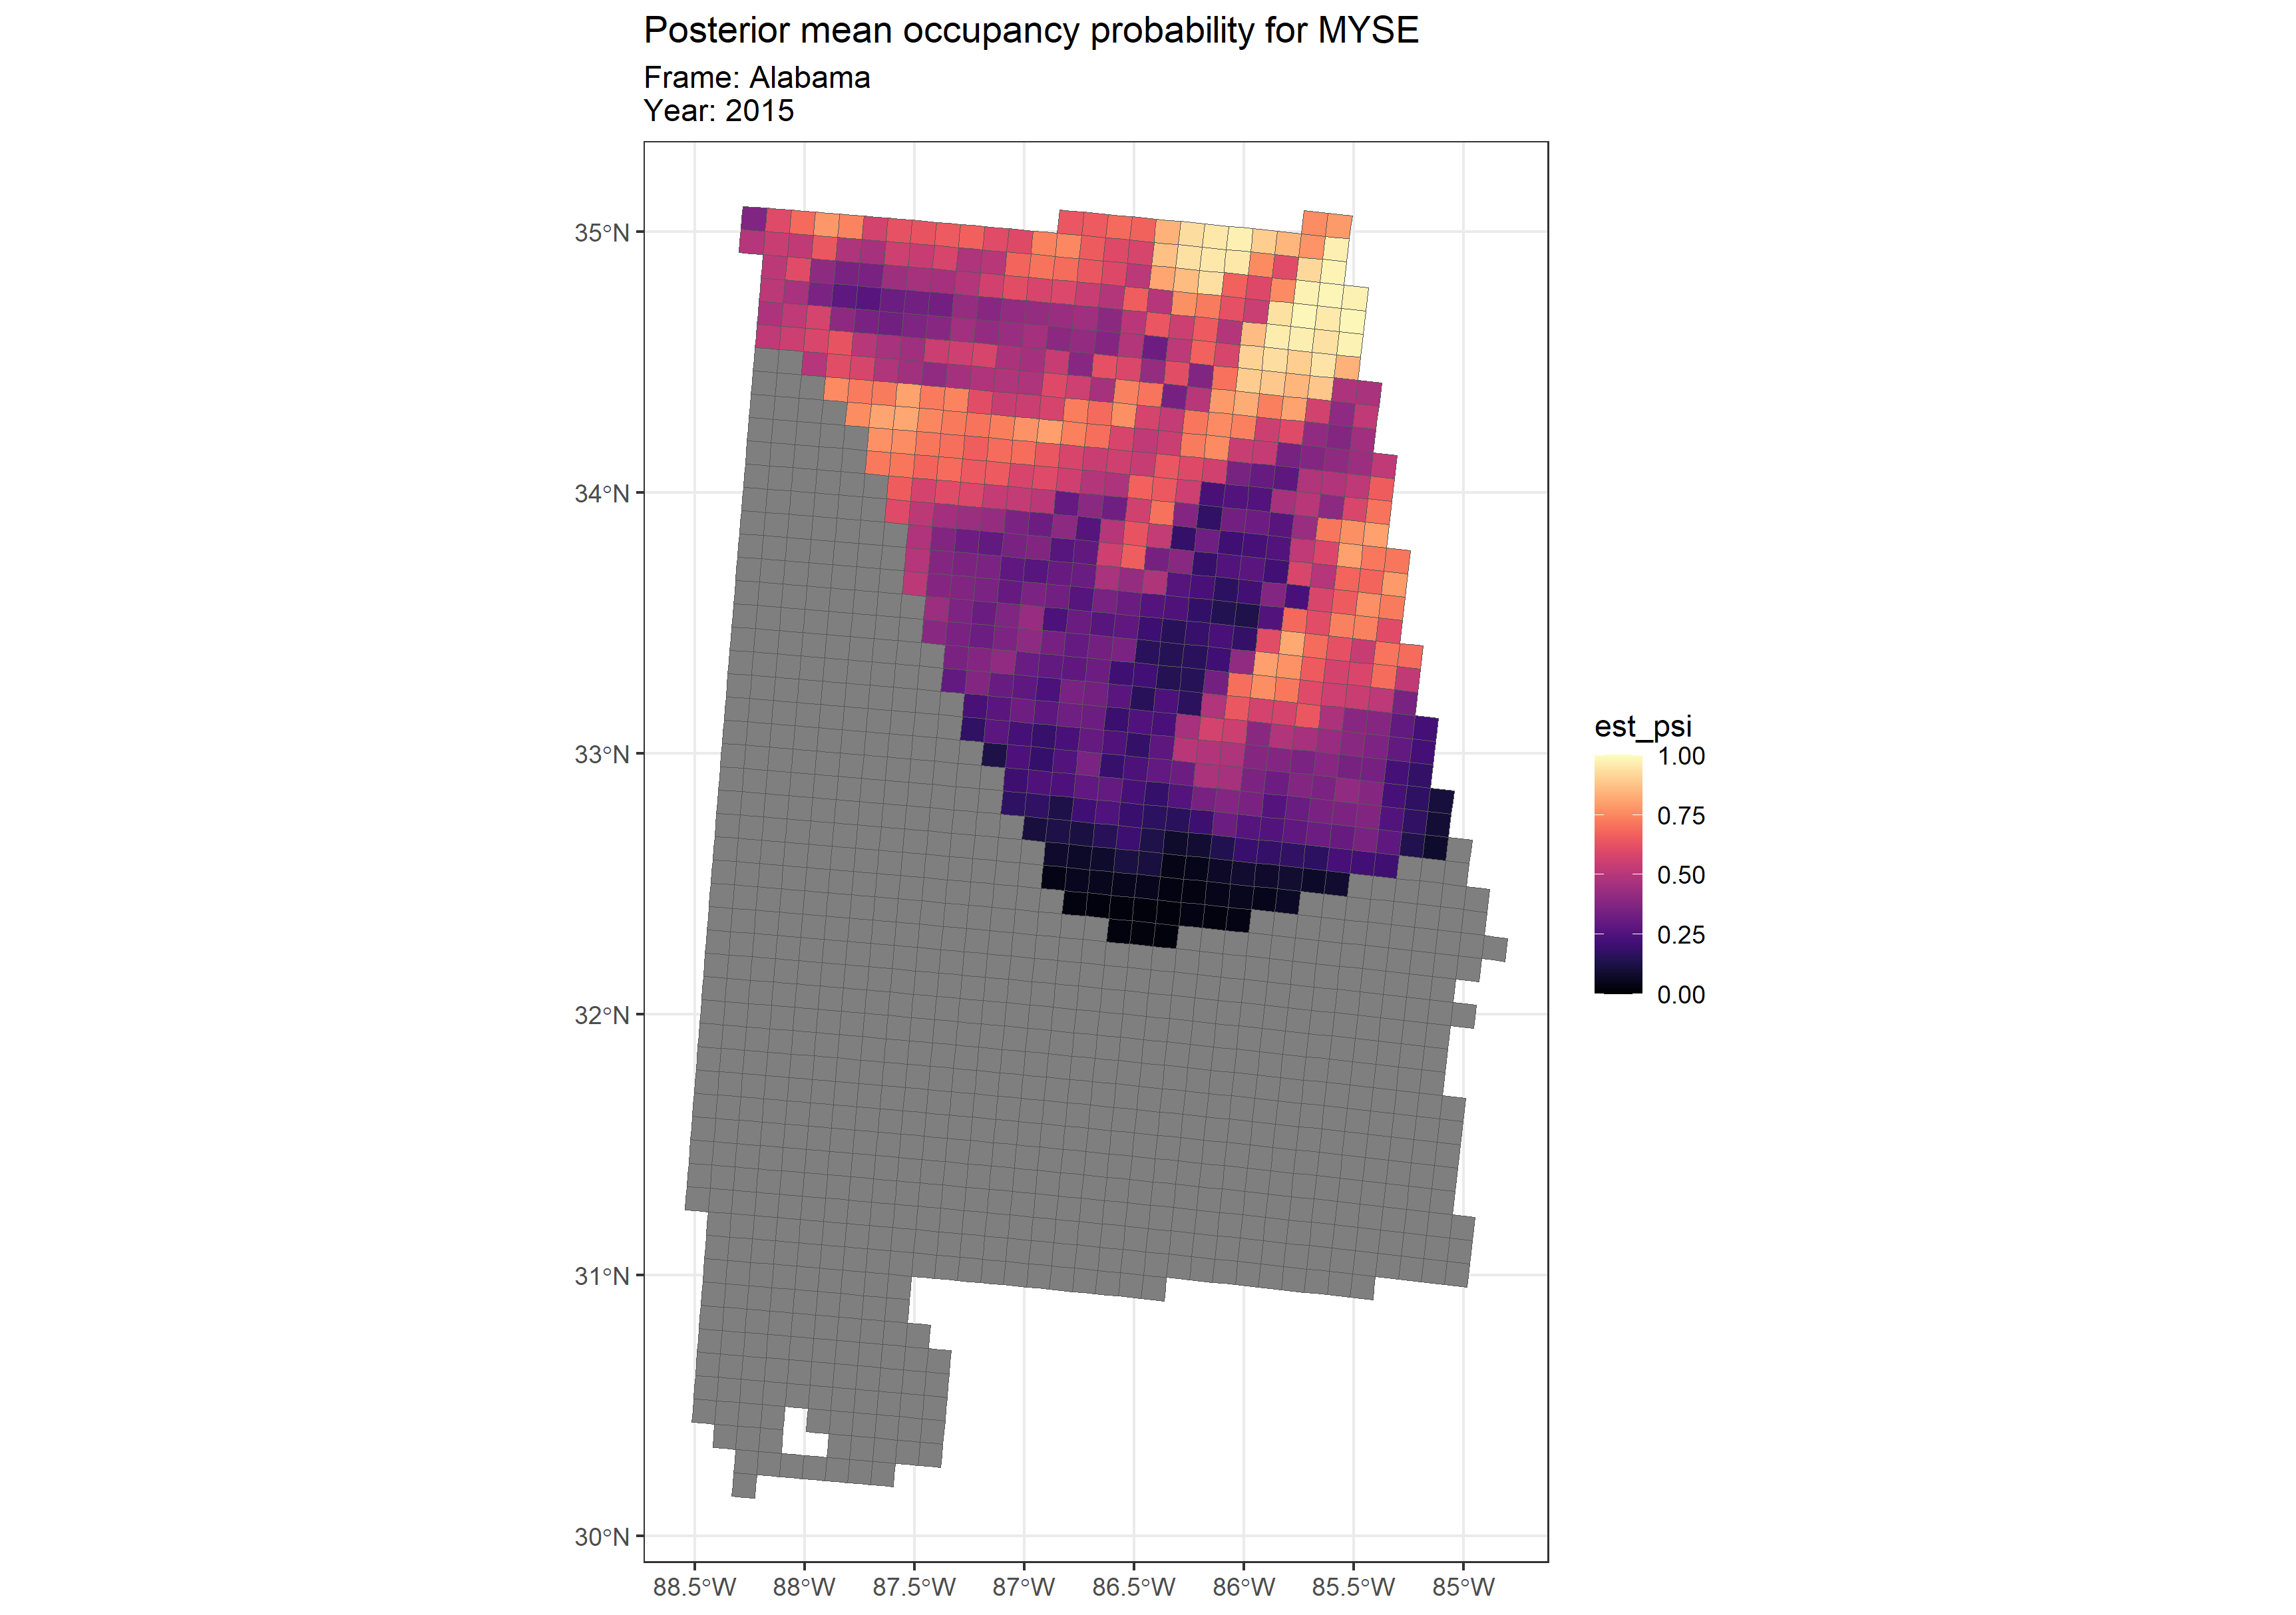 Posterior mean occupancy probability for MYSE
Frame: Alabama
Year: 2015
35°N
34°N
33°N
32°N
31°N
30°N
88.5°W 88°W 87.5°W 87°W 86.5°W 86°W 85.5°W 85°W
est_psi
1.00
0.75
0.50
0.25
0.00